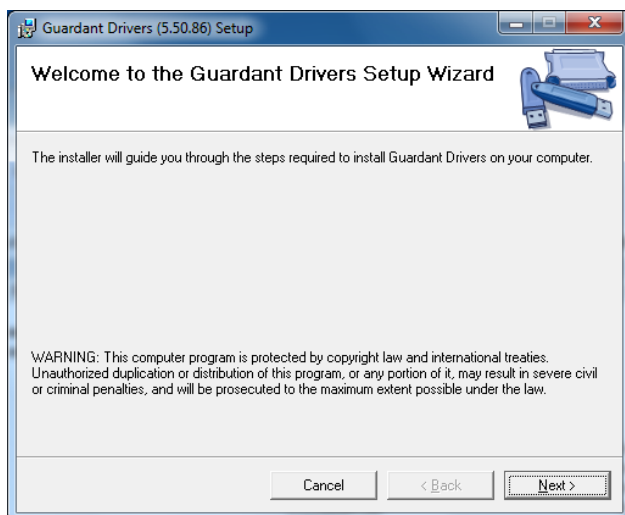 Guardant Drivers (5.50.86) Setup
Welcome to the Guardant Drivers Setup Wizard
The installer will guide you through the steps required to install Guardant Drivers on your computer.
WARNING: This computer program is protected by copyright law and international treaties.
Unauthorized duplication or distribution of this program, or any portion of it, may result in severe civil
or criminal penalties, and will be prosecuted to the maximum extent possible under the law.
Cancel < Back Next >